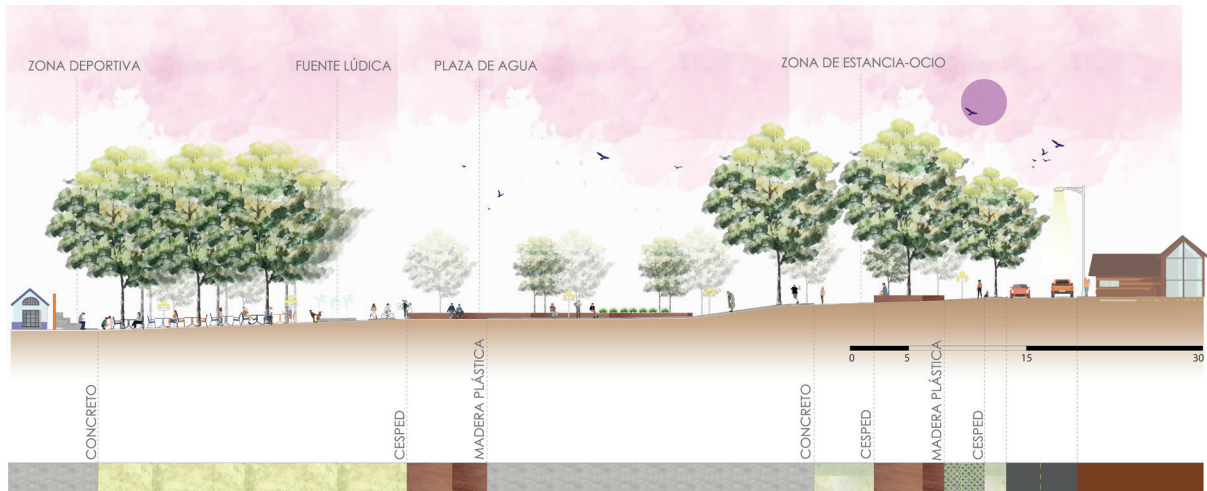 ZONA DEPORTIVA
FUENTE LÚDICA
PLAZA DE AGUA
ZONA DE ESTANCIA-OCIO
0 5 15 30
CONCRETO
CESPED
MADERA PLÁSTICA
CONCRETO
CESPED
MADERA PLÁSTICA
CESPED